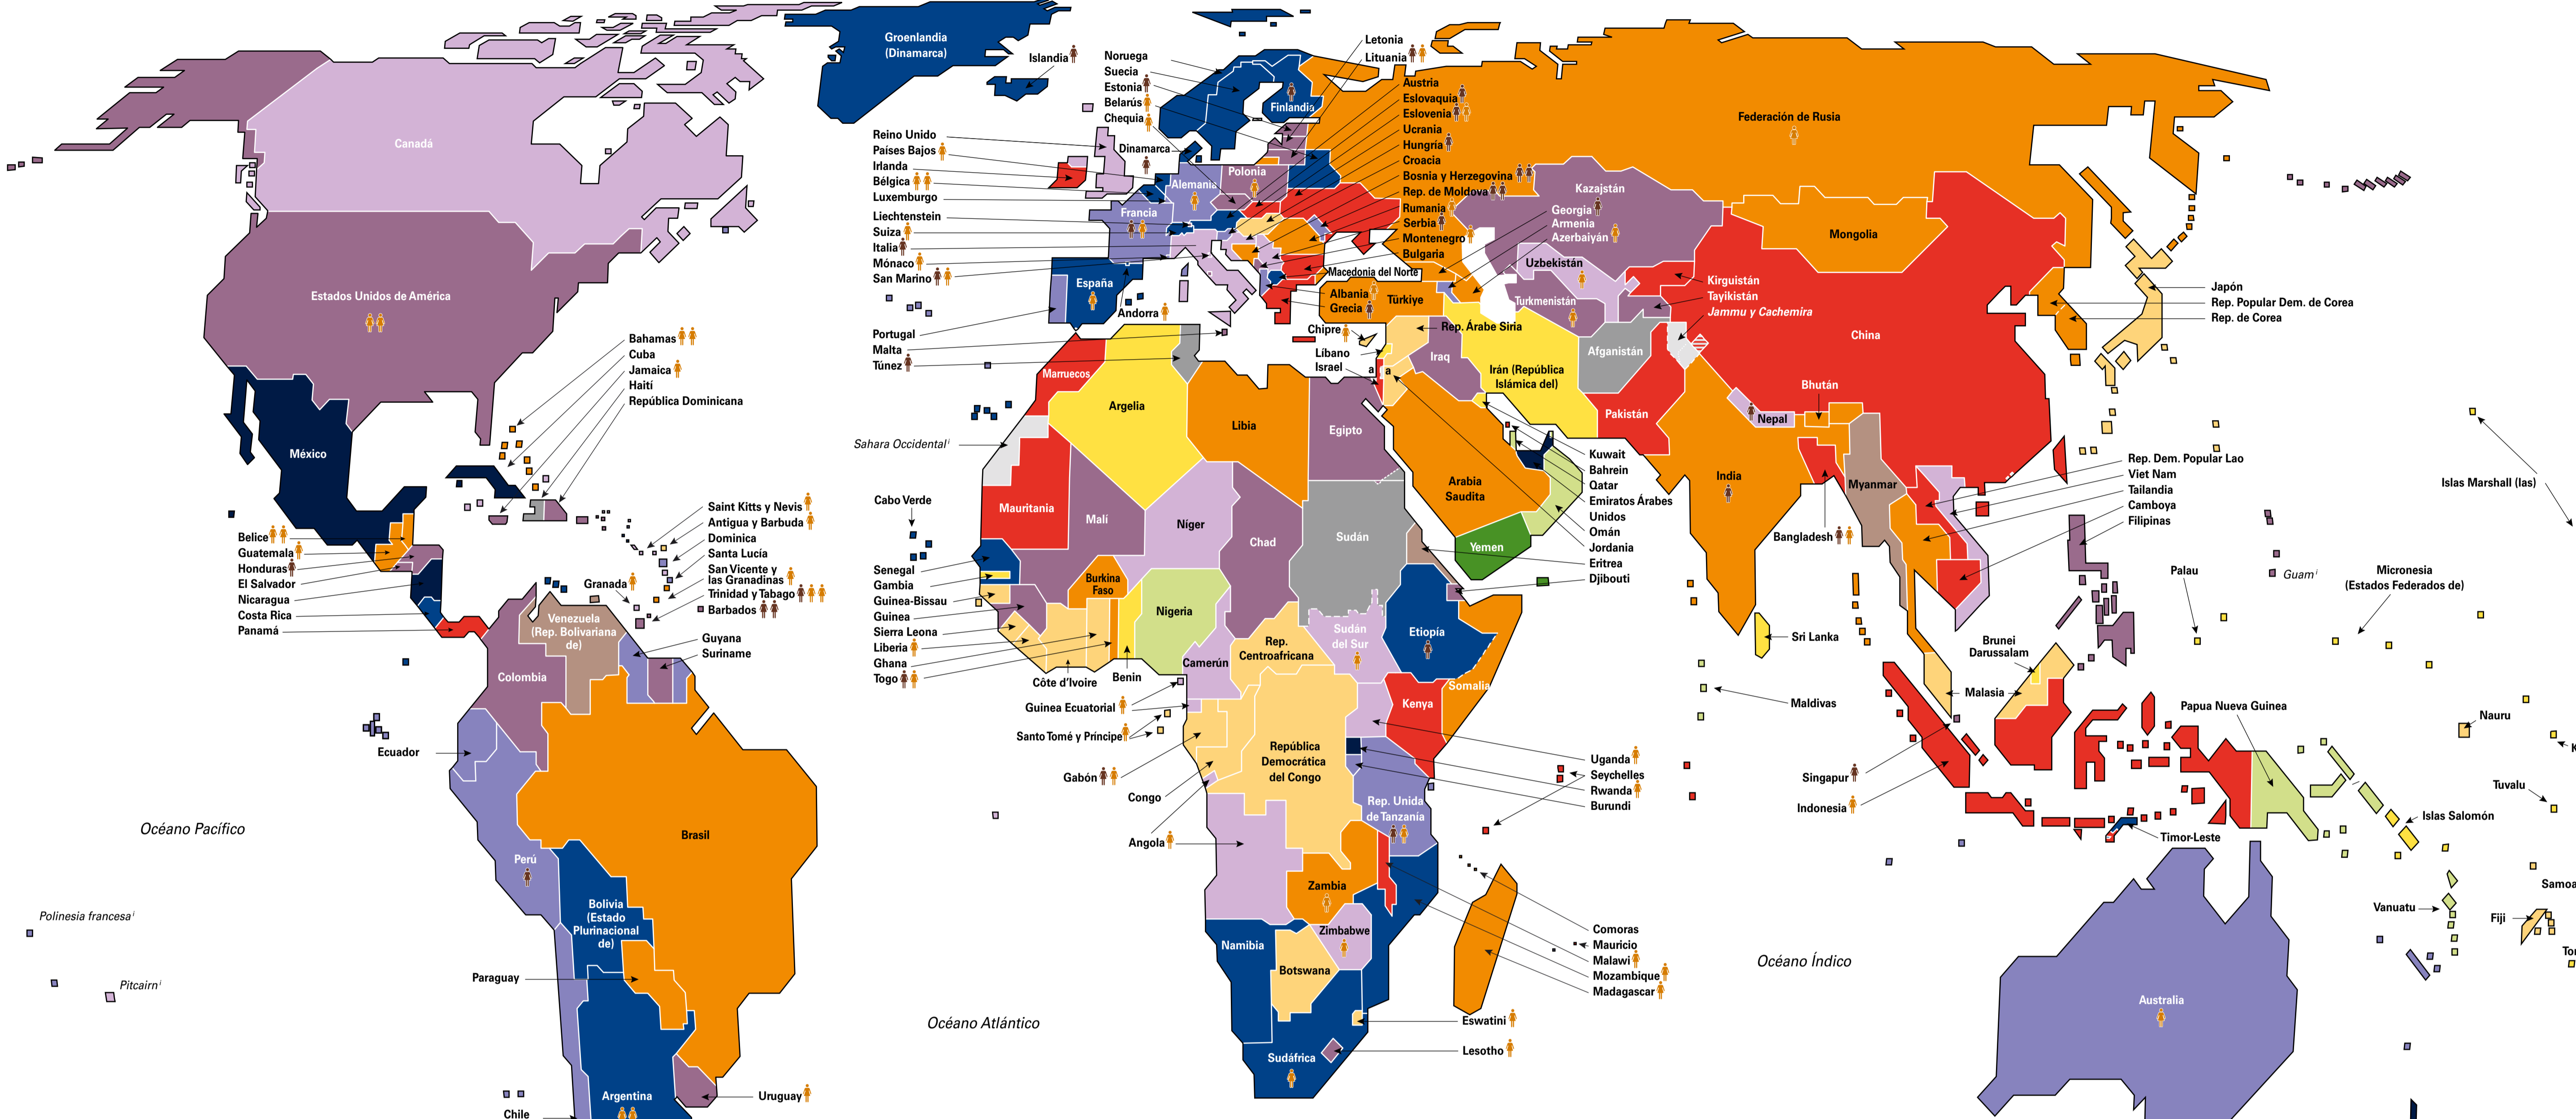 Groenlandia
(Dinamarca)
Islandia
Canadá
Estados Unidos de América
México
Bahamas
Cuba
Jamaica
Haití
República Dominicana
Belice
Guatemala
Honduras
El Salvador
Nicaragua
Costa Rica
Panamá
Saint Kitts y Nevis
Antigua y Barbuda
Dominica
Santa Lucía
San Vicente y
las Granadinas
Trinidad y Tabago
Barbados
Granada
Guyana
Suriname
Venezuela
(Rep. Bolivariana
de)
Colombia
Ecuador
Perú
Brasil
Bolivia
(Estado
Plurinacional
de)
Paraguay
Uruguay
Argentina
Chile
Océano Pacífico
Polinesia francesa i
Pitcairn i
Noruega
Suecia
Estonia
Belarús
Chequia
Dinamarca
Finlandia
Reino Unido
Países Bajos
Irlanda
Bélgica
Luxemburgo
Liechtenstein
Suiza
Italia
Mónaco
San Marino
Portugal
Malta
Túnez
Alemania
Polonia
Francia
España
Andorra
Letonia
Lituania
Austria
Eslovaquia
Eslovenia
Ucrania
Hungría
Croacia
Bosnia y Herzegovina
Rep. de Moldova
Rumania
Serbia
Montenegro
Bulgaria
Macedonia del Norte
Albania
Grecia
Türkiye
Georgia
Armenia
Azerbaiyán
Chipre
Líbano
Israel
a
a
Rep. Árabe Siria
Iraq
Irán (República
Islámica del)
Federación de Rusia
Kazajstán
Uzbekistán
Turkmenistán
Afganistán
Pakistán
Kirguistán
Tayikistán
Jammu y Cachemira
Mongolia
China
Bhután
Nepal
India
Bangladesh
Myanmar
Sri Lanka
Maldivas
Japón
Rep. Popular Dem. de Corea
Rep. de Corea
Rep. Dem. Popular Lao
Viet Nam
Tailandia
Camboya
Filipinas
Brunei
Darussalam
Malasia
Singapur
Indonesia
Timor-Leste
Papua Nueva Guinea
Palau
Guam i
Micronesia
(Estados Federados de)
Islas Marshall (las)
Nauru
K
Tuvalu
Islas Salomón
Samoa
Vanuatu
Fiji
Ton
Australia
Océano Índico
Sahara Occidental i
Marruecos
Argelia
Libia
Egipto
Mauritania
Malí
Níger
Chad
Sudán
Cabo Verde
Senegal
Gambia
Guinea-Bissau
Guinea
Sierra Leona
Liberia
Ghana
Togo
Burkina
Faso
Nigeria
Côte d'Ivoire
Benin
Camerún
Rep.
Centroafricana
Sudán
del Sur
Etiopía
Somalia
Kenya
Guinea Ecuatorial
Santo Tomé y Príncipe
Gabón
Congo
Angola
República
Democrática
del Congo
Rep. Unida
de Tanzanía
Zambia
Zimbabwe
Namibia
Botswana
Sudáfrica
Arabia
Saudita
Yemen
Kuwait
Bahrein
Qatar
Emiratos Árabes
Unidos
Omán
Jordania
Eritrea
Djibouti
Uganda
Seychelles
Rwanda
Burundi
Comoras
Mauricio
Malawi
Mozambique
Madagascar
Eswatini
Lesotho
Océano Atlántico